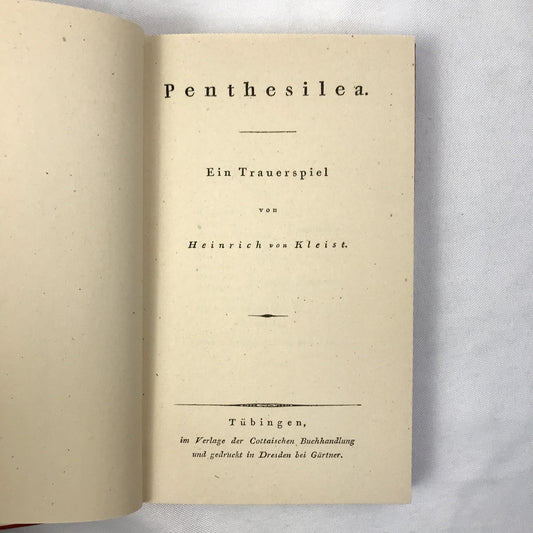 Penthesilea.
Ein Trauerspiel
von
Heinrich von Kleist.
Tübingen,
im Verlage der Cottaischen Buchhandlung
und gedruckt in Dresden bei Gärtner.